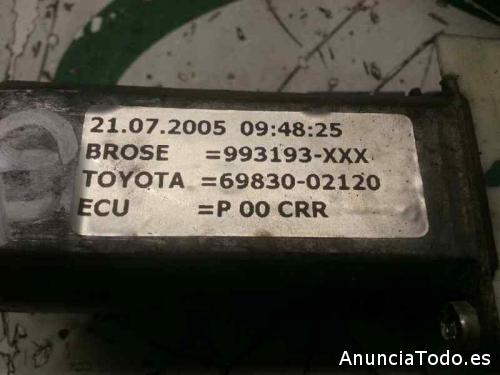 21.07.2005 09:48:25
BROSE =993193-XXX
TOYOTA =69830-02120
ECU =P 00 CRR
AnunciaTodo.es